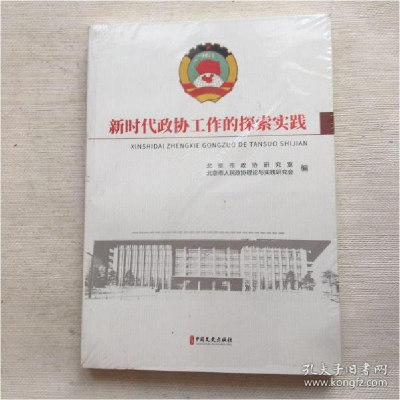 新时代政协工作的探索实践
XINSHIDAI ZHENGXIE GONGZUO DE TANSUO SHIJIAN
北京市政协研究室
北京市人民政协理论与实践研究会
编
中国文史出版社
孔夫子旧书网
www.kongfz.com